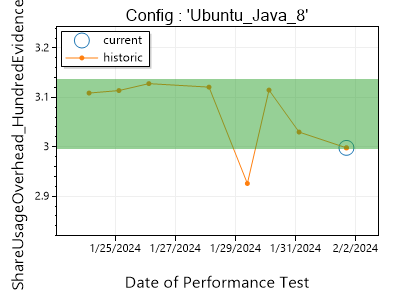 Config : 'Ubuntu_Java_8'
current
historic
ShareUsageOverhead_HundredEvidence
3.2
3.1
3
2.9
1/25/2024
1/27/2024
1/29/2024
1/31/2024
2/2/2024
Date of Performance Test